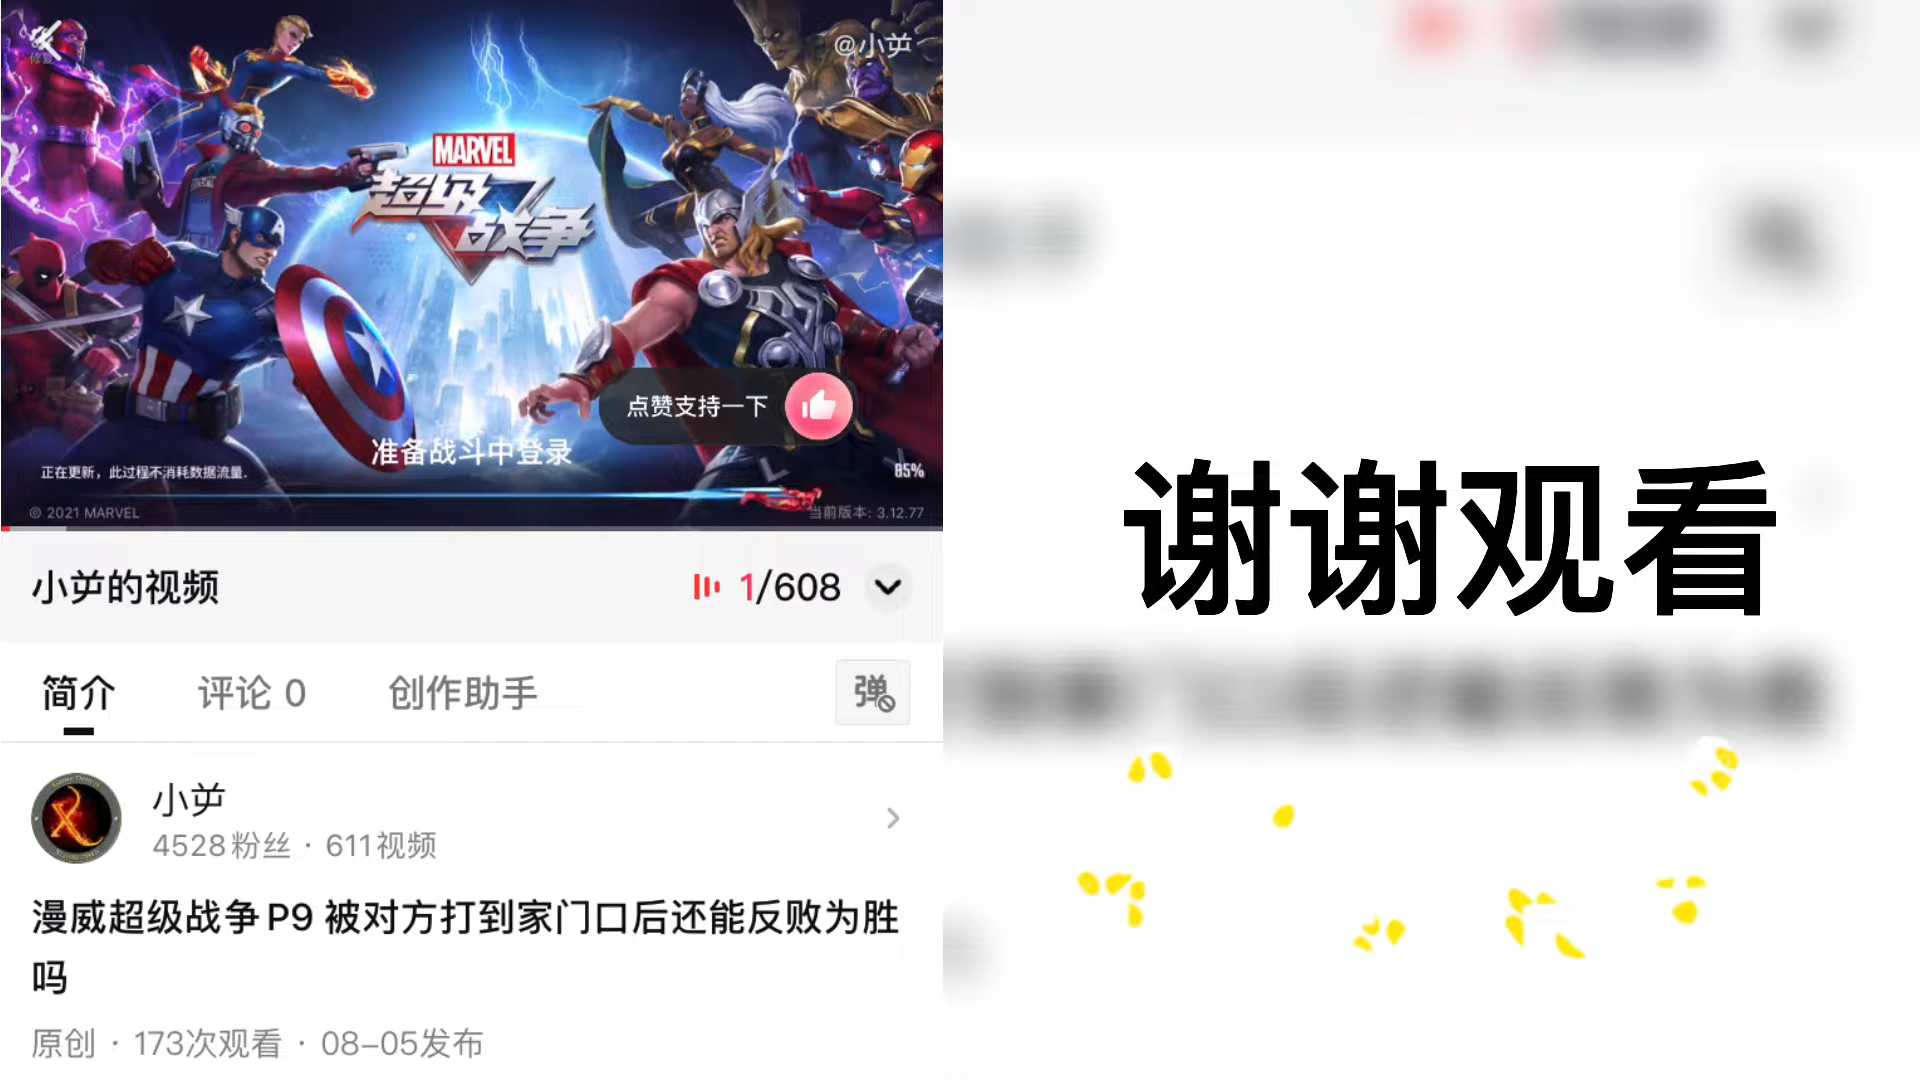 @小屰
MARVEL
超级
战争
点赞支持一下
准备战斗中登录
正在更新，此过程不消耗数据流量.
85%
© 2021 MARVEL
当前版本: 3.12.77
小屰的视频
1/608
简介
评论 0
创作助手
弹
小屰
4528粉丝 · 611视频
漫威超级战争P9 被对方打到家门口后还能反败为胜
吗
原创 · 173次观看 · 08-05发布
谢谢观看